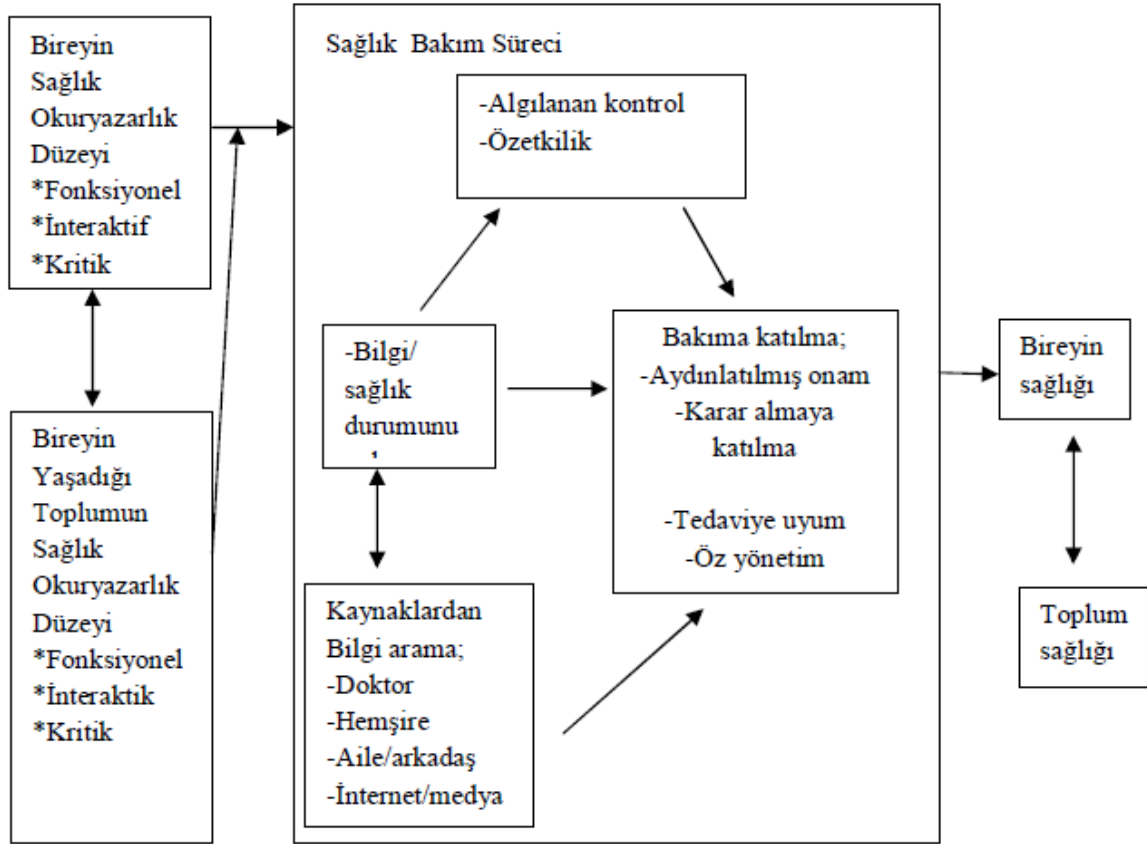 Bireyin
Sağlık
Okuryazarlık
Düzeyi
*Fonksiyonel
*İnteraktif
*Kritik
Bireyin
Yaşadığı
Toplumun
Sağlık
Okuryazarlık
Düzeyi
*Fonksiyonel
*İnteraktik
*Kritik
Sağlık Bakım Süreci
-Algılanan kontrol
-Özetkilik
-Bilgi/
sağlık
durumunu
Kaynaklardan
Bilgi arama;
-Doktor
-Hemşire
-Aile/arkadaş
-İnternet/medya
Bakıma katılma;
-Aydınlatılmış onam
-Karar almaya
katılma
-Tedaviye uyum
-Öz yönetim
Bireyin
sağlığı
Toplum
sağlığı